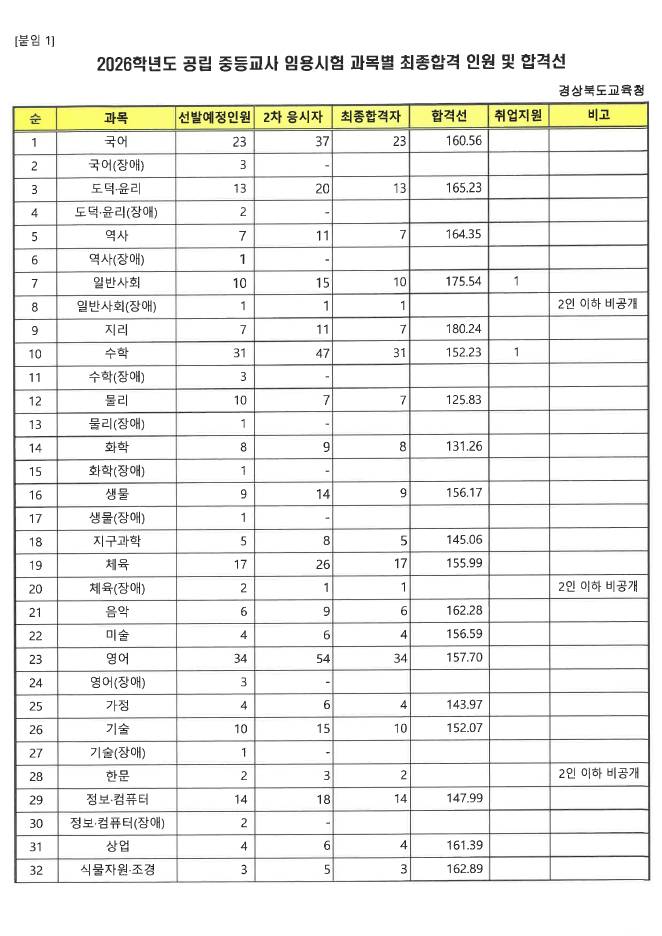 [붙임 1]
2026학년도 공립 중등교사 임용시험 과목별 최종합격 인원 및 합격선
경상북도교육청
순 과목 선발예정인원 2차 응시자 최종합격자 합격선 취업지원 비고
1 국어 23 37 23 160.56
2 국어(장애) 3 -
3 도덕·윤리 13 20 13 165.23
4 도덕·윤리(장애) 2 -
5 역사 7 11 7 164.35
6 역사(장애) 1 -
7 일반사회 10 15 10 175.54 1
8 일반사회(장애) 1 1 1 2인 이하 비공개
9 지리 7 11 7 180.24
10 수학 31 47 31 152.23 1
11 수학(장애) 3 -
12 물리 10 7 7 125.83
13 물리(장애) 1 -
14 화학 8 9 8 131.26
15 화학(장애) 1 -
16 생물 9 14 9 156.17
17 생물(장애) 1 -
18 지구과학 5 8 5 145.06
19 체육 17 26 17 155.99
20 체육(장애) 2 1 1 2인 이하 비공개
21 음악 6 9 6 162.28
22 미술 4 6 4 156.59
23 영어 34 54 34 157.70
24 영어(장애) 3 -
25 가정 4 6 4 143.97
26 기술 10 15 10 152.07
27 기술(장애) 1 -
28 한문 2 3 2 2인 이하 비공개
29 정보·컴퓨터 14 18 14 147.99
30 정보·컴퓨터(장애) 2 -
31 상업 4 6 4 161.39
32 식물자원·조경 3 5 3 162.89